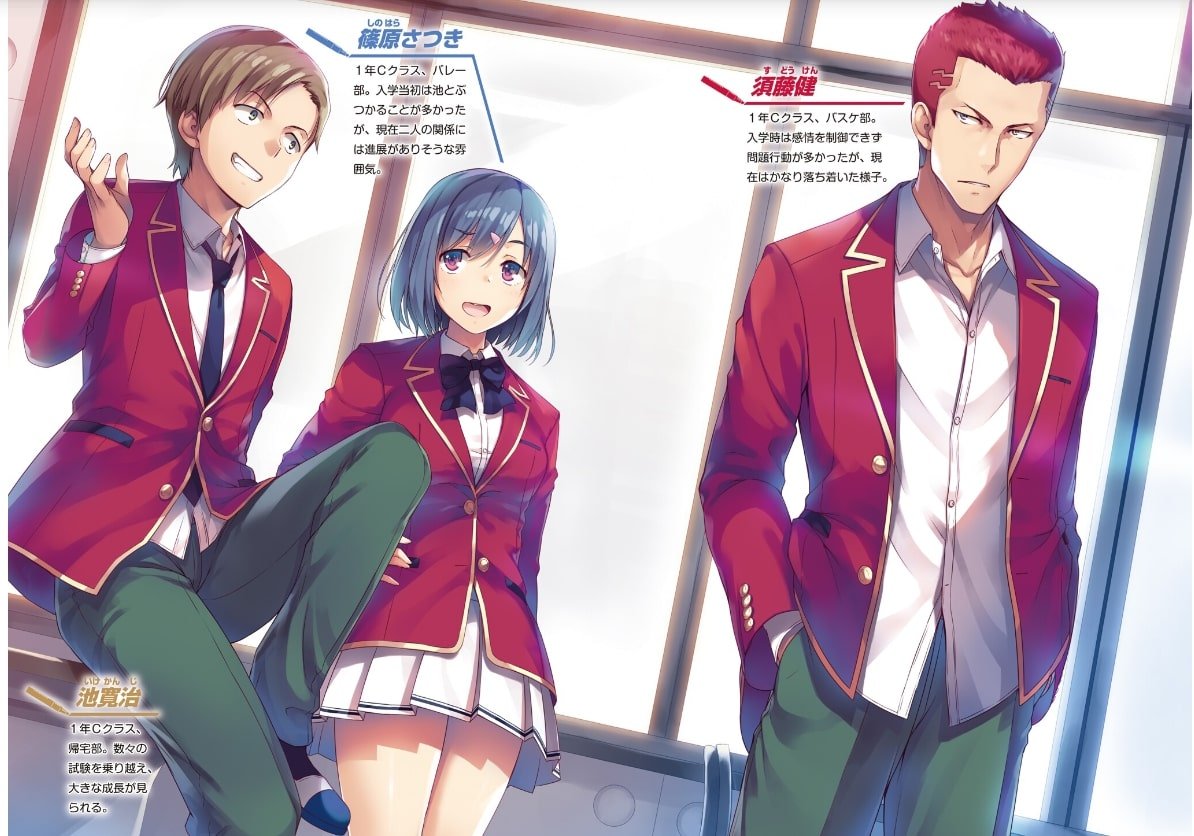 しのはら
篠原さつき
1年Cクラス、バレー
部。入学当初は池とぶ
つかることが多かった
が、現在二人の関係に
は進展がありそうな雰
囲気。
すどうけん
須藤健
1年Cクラス、バスケ部。
入学時は感情を制御できず
問題行動が多かったが、現
在はかなり落ち着いた様子。
いけかんじ
池寛治
1年Cクラス、
帰宅部。数々の
試験を乗り越え、
大きな成長が見
られる。